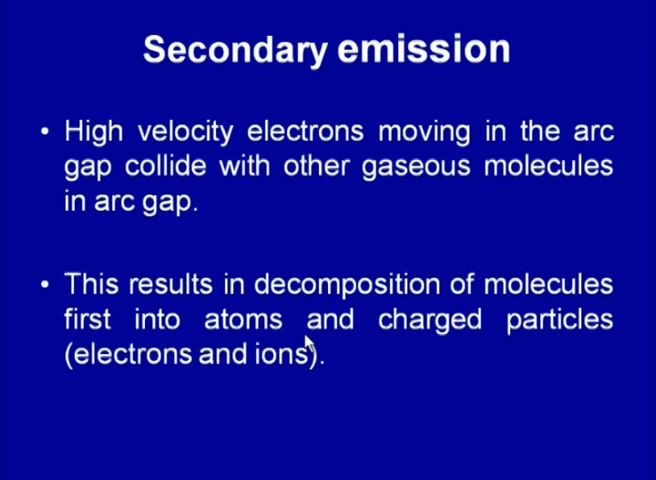 Secondary emission
• High velocity electrons moving in the arc
gap collide with other gaseous molecules
in arc gap.
• This results in decomposition of molecules
first into atoms and charged particles
(electrons and ions).